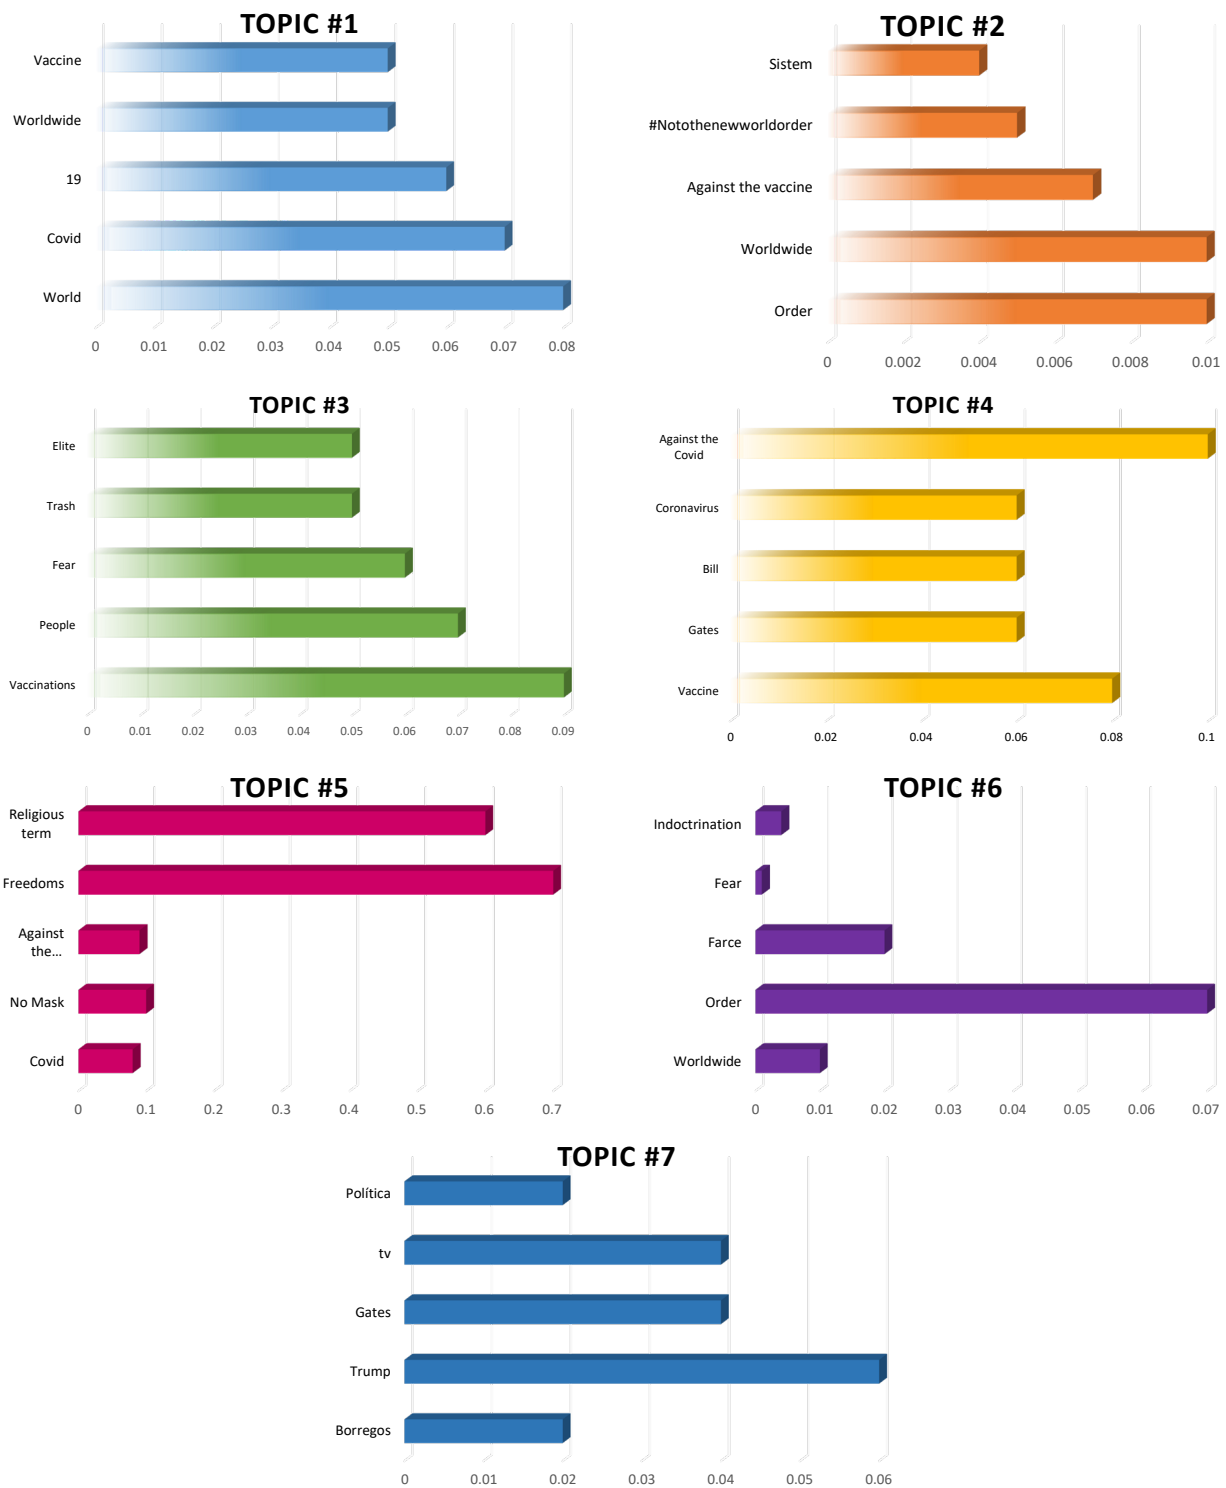 TOPIC #1
Vaccine
Worldwide
19
Covid
World
0 0.01 0.02 0.03 0.04 0.05 0.06 0.07 0.08
TOPIC #2
Sistem
#Notothenewworldorder
Against the vaccine
Worldwide
Order
0 0.002 0.004 0.006 0.008 0.01
TOPIC #3
Elite
Trash
Fear
People
Vaccinations
0 0.01 0.02 0.03 0.04 0.05 0.06 0.07 0.08 0.09
TOPIC #4
Against the
Covid
Coronavirus
Bill
Gates
Vaccine
0 0.02 0.04 0.06 0.08 0.1
TOPIC #5
Religious
term
Freedoms
Against
the...
No Mask
Covid
0 0.1 0.2 0.3 0.4 0.5 0.6 0.7
TOPIC #6
Indoctrination
Fear
Farce
Order
Worldwide
0 0.01 0.02 0.03 0.04 0.05 0.06 0.07
TOPIC #7
Política
tv
Gates
Trump
Borregos
0 0.01 0.02 0.03 0.04 0.05 0.06